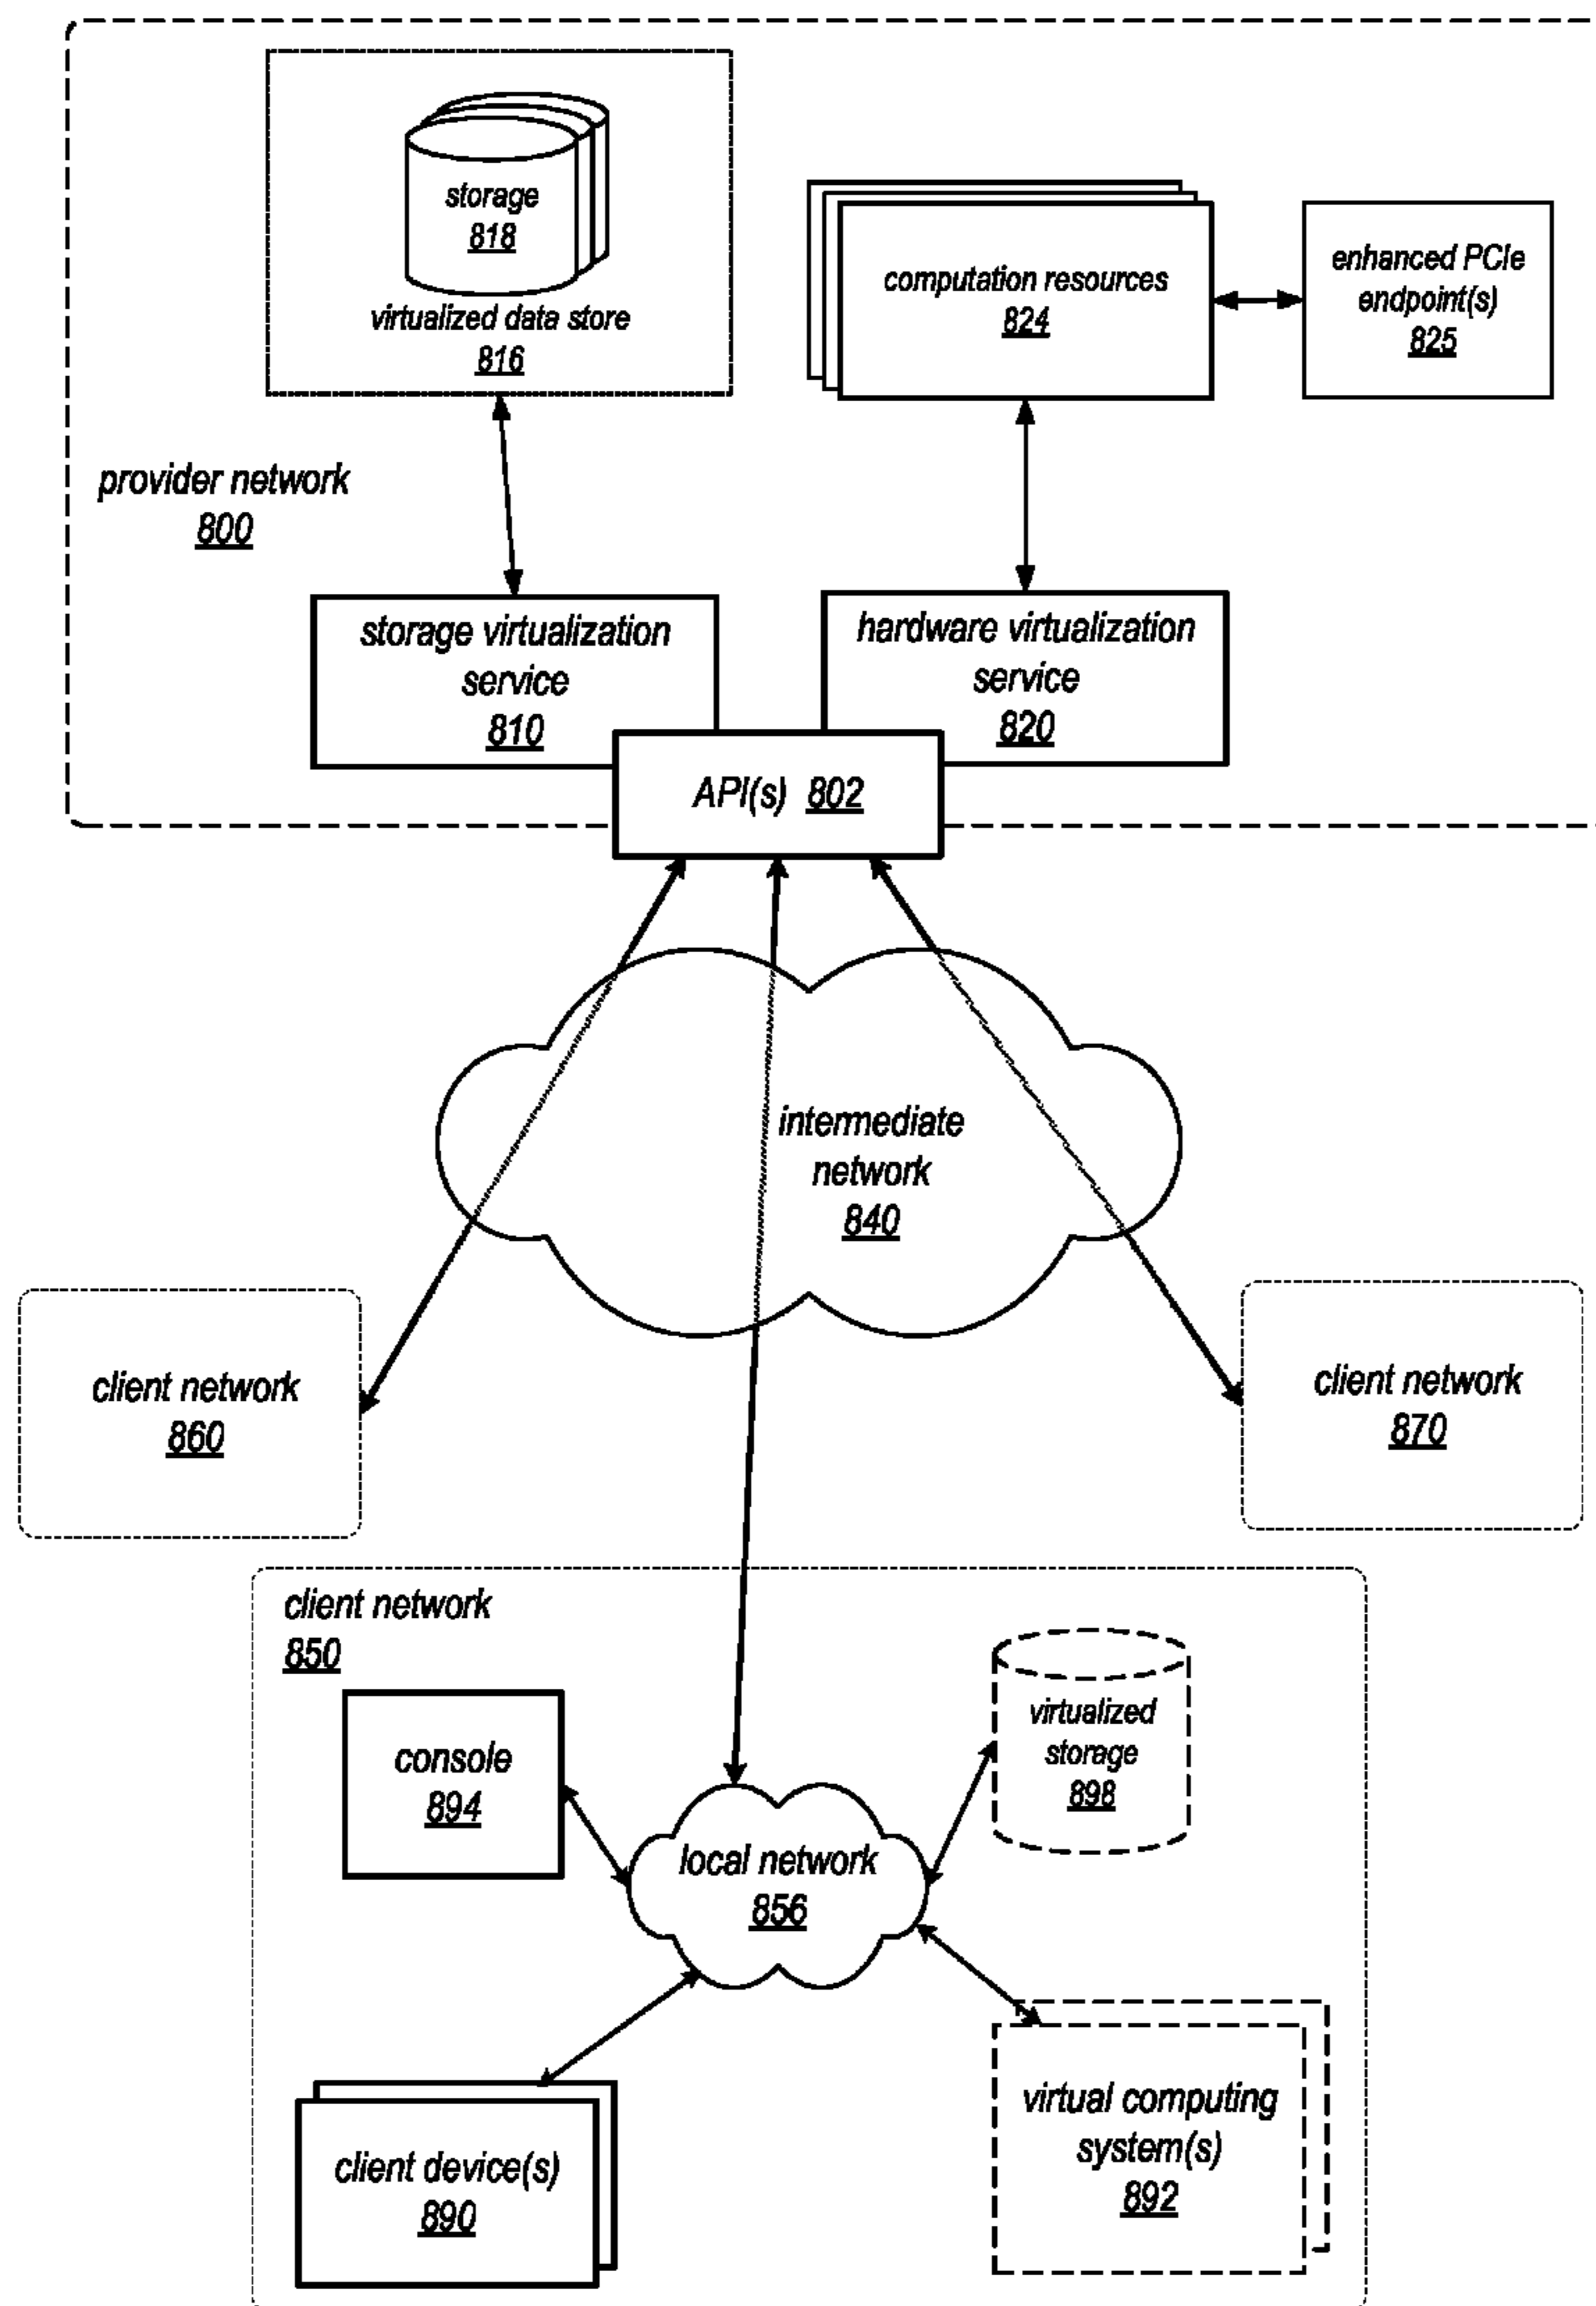 storage
818
virtualized data store
816
computation resources
824
enhanced PCIe
endpoint(s)
825
provider network
800
storage virtualization
service
810
hardware virtualization
service
820
API(s) 802
intermediate
network
840
client network
860
client network
870
client network
850
console
894
virtualized
storage
898
local network
856
client device(s)
890
virtual computing
system(s)
892